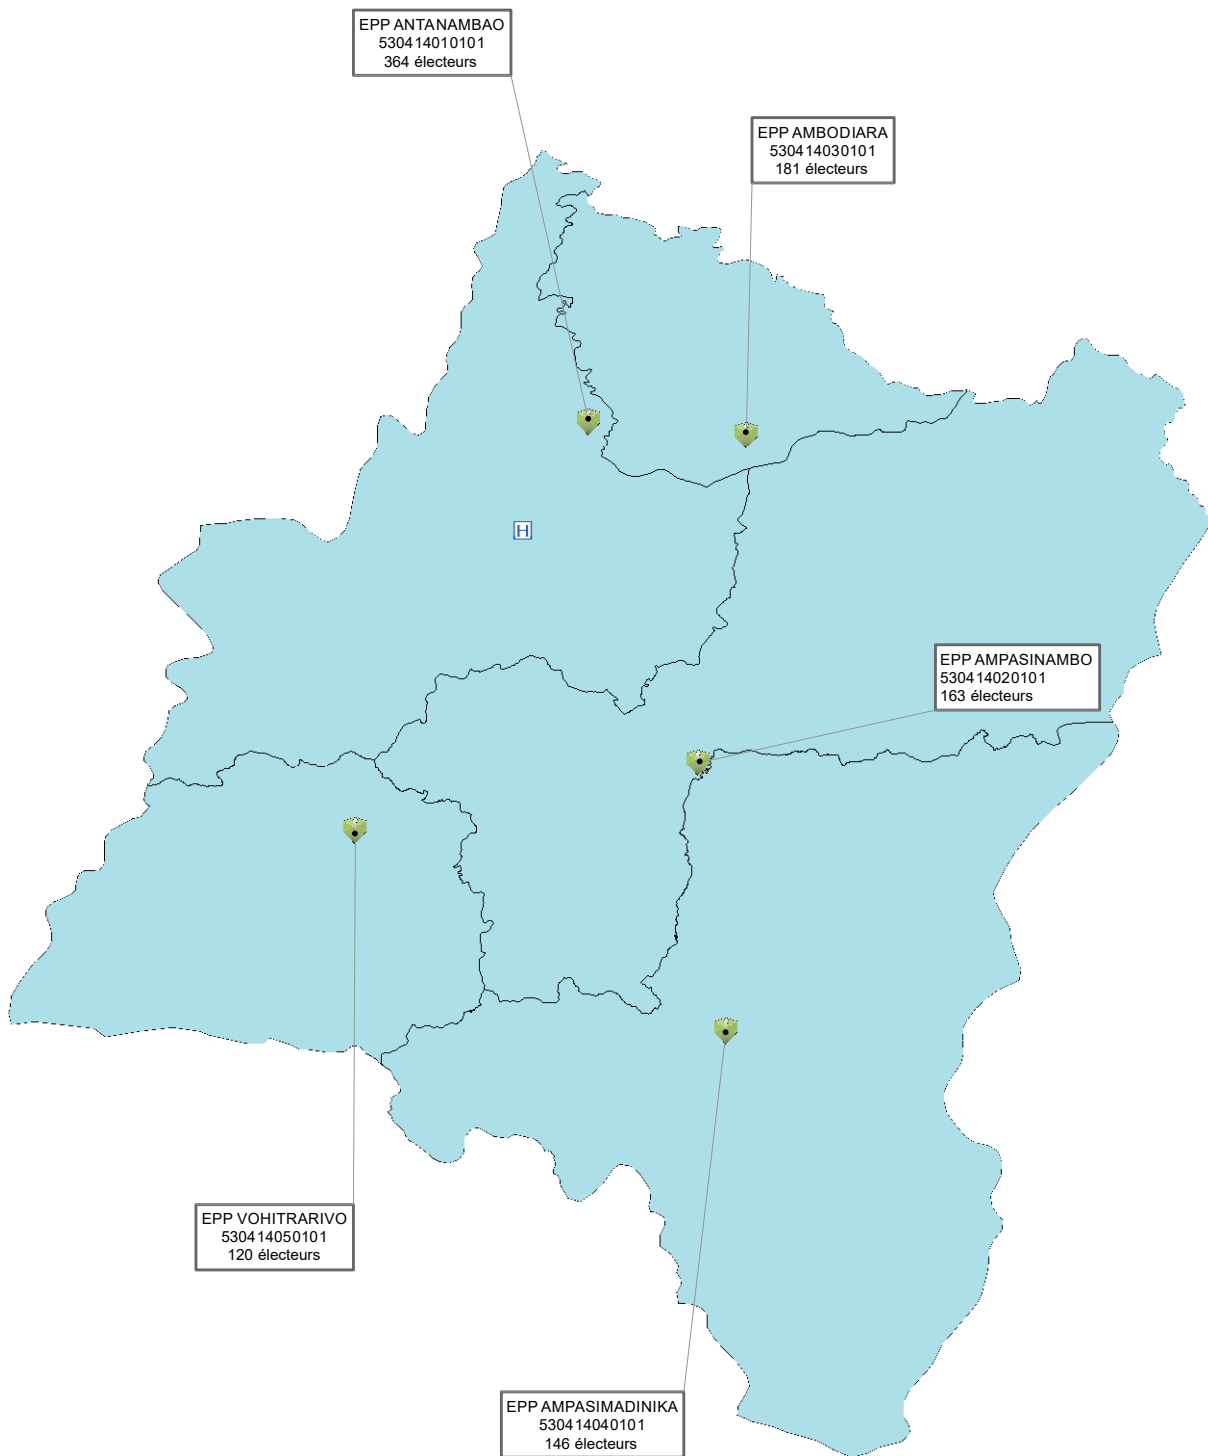 EPP ANTANAMBAO
530414010101
364 électeurs
EPP AMBODIARA
530414030101
181 électeurs
H
EPP AMPASINAMBO
530414020101
163 électeurs
EPP VOHITRARIVO
530414050101
120 électeurs
EPP AMPASIMADINIKA
530414040101
146 électeurs